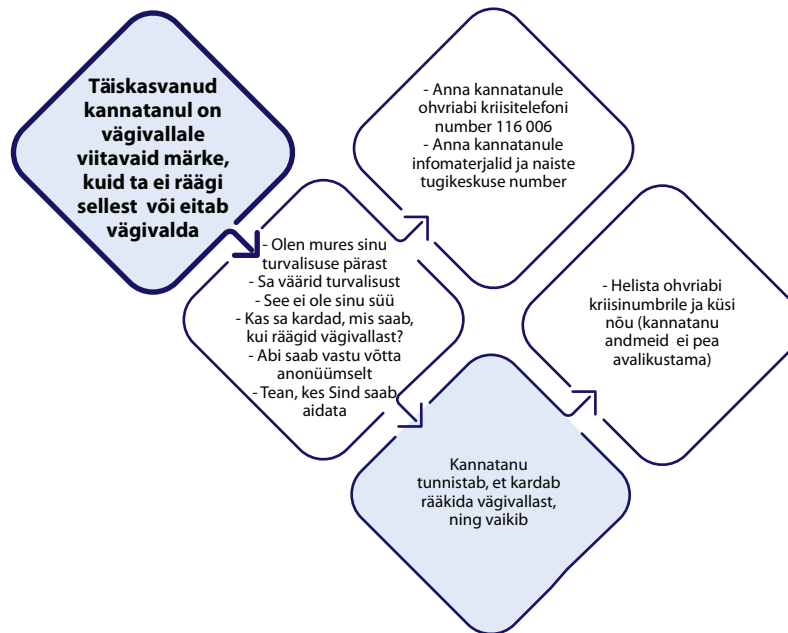 Täiskasvanud
kannatanul on
vägivallale
viitavaid märke,
kuid ta ei räägi
sellest või eitab
vägivalda
- Anna kannatanule
ohvriabi kriisitelefoni
number 116 006
- Anna kannatanule
infomaterjalid ja naiste
tugikeskuse number
- Olen mures sinu
turvalisuse pärast
- Sa väärid turvalisust
- See ei ole sinu süü
- Kas sa kardad, mis saab,
kui räägid vägivallast?
- Abi saab vastu võtta
anonüümselt
- Tean, kes Sind saab
aidata
- Helista ohvriabi
kriisinumbrile ja küsi
nõu (kannatanu
andmeid ei pea
avalikustama)
Kannatanu
tunnistab, et kardab
rääkida vägivallast,
ning vaikib